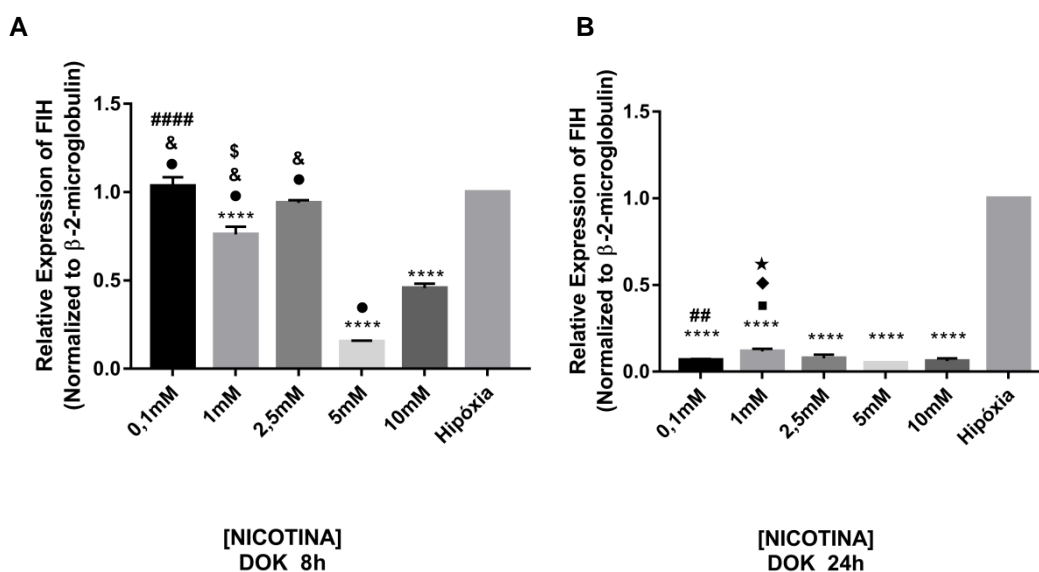 A
Relative Expression of FIH
(Normalized to β-2-microglobulin)
1.5
1.0
0.5
0.0
####
&
●
$
&
●
****
&
●
●
****
****
0,1mM
1mM
2,5mM
5mM
10mM
Hipóxia
[NICOTINA]
DOK 8h
B
Relative Expression of FIH
(Normalized to β-2-microglobulin)
1.5
1.0
0.5
0.0
##
****
★
◆
■
****
****
****
****
0,1mM
1mM
2,5mM
5mM
10mM
Hipóxia
[NICOTINA]
DOK 24h